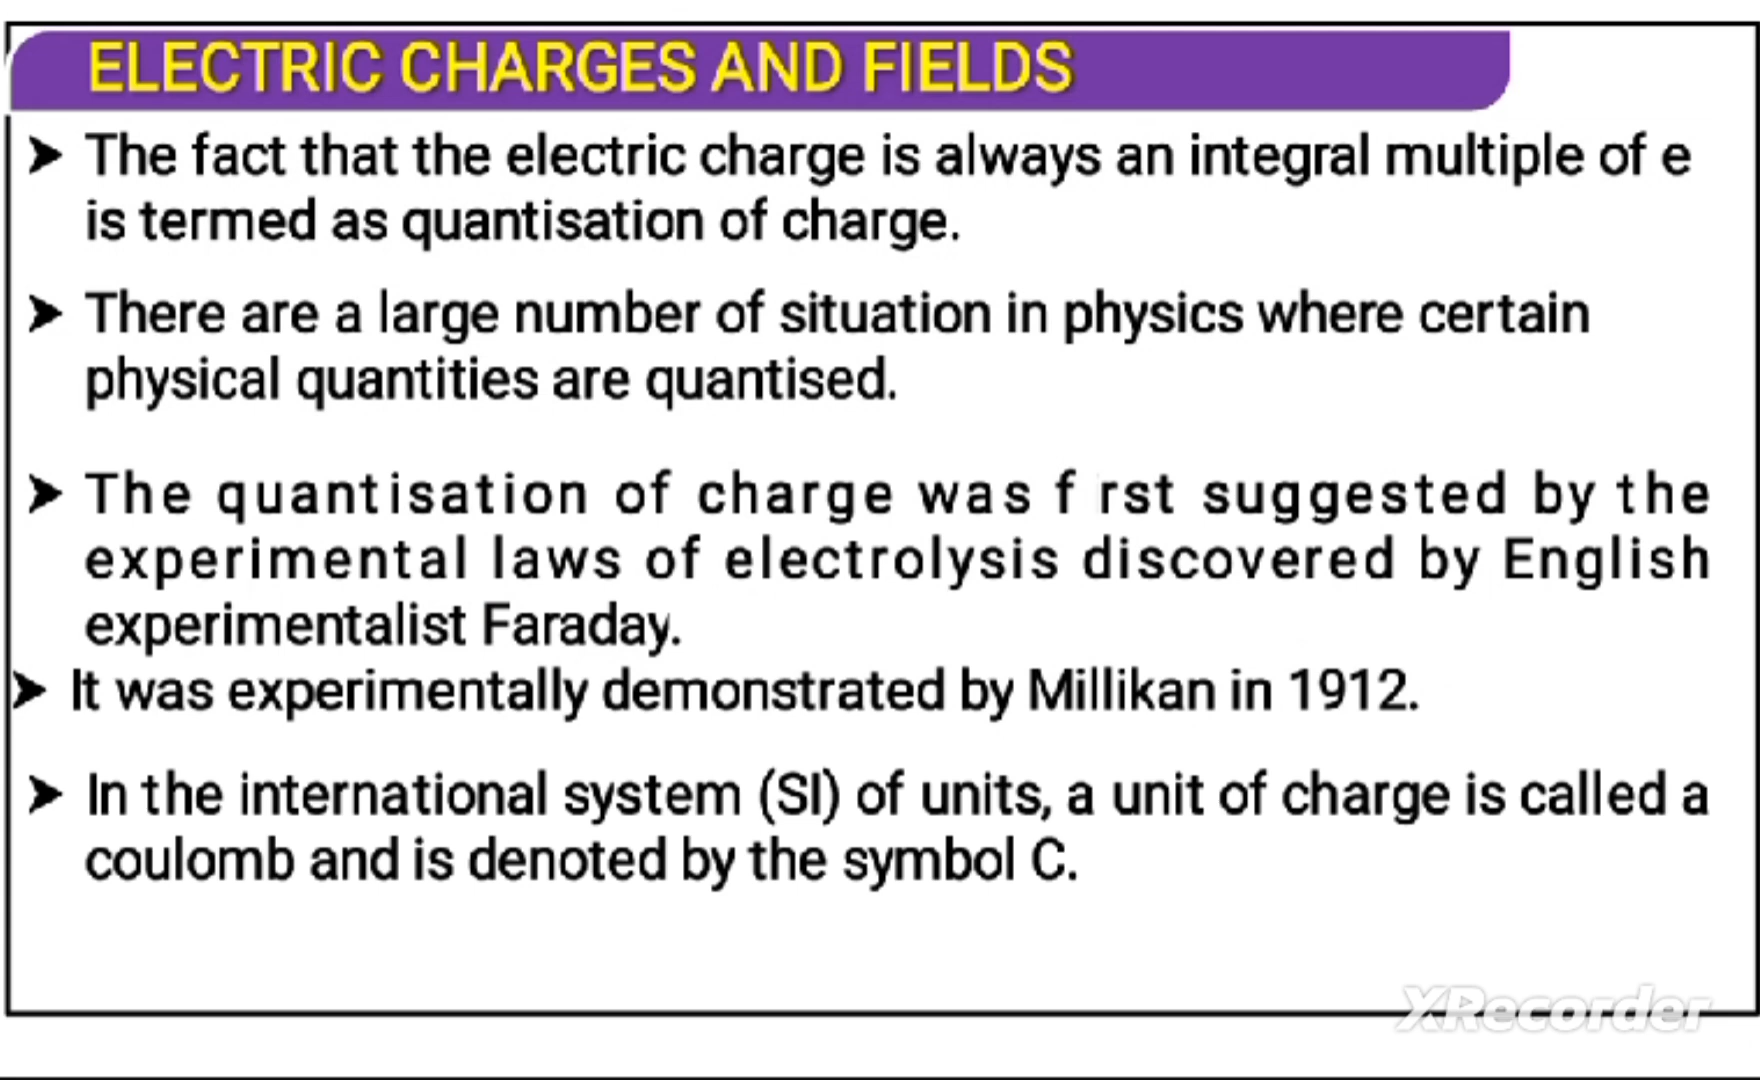 ELECTRIC CHARGES AND FIELDS
➤ The fact that the electric charge is always an integral multiple of e
is termed as quantisation of charge.
➤ There are a large number of situation in physics where certain
physical quantities are quantised.
➤ The quantisation of charge was f rst suggested by the
experimental laws of electrolysis discovered by English
experimentalist Faraday.
➤ It was experimentally demonstrated by Millikan in 1912.
➤ In the international system (SI) of units, a unit of charge is called a
coulomb and is denoted by the symbol C.
XRecorder